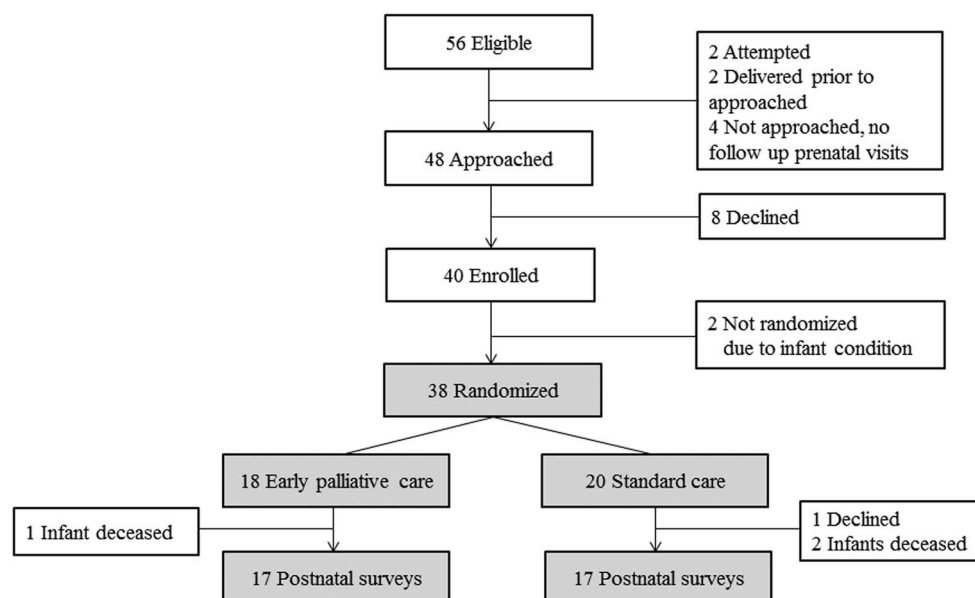 56 Eligible
2 Attempted
2 Delivered prior to
approached
4 Not approached, no
follow up prenatal visits
48 Approached
8 Declined
40 Enrolled
2 Not randomized
due to infant condition
38 Randomized
18 Early palliative care
20 Standard care
1 Infant deceased
1 Declined
2 Infants deceased
17 Postnatal surveys
17 Postnatal surveys